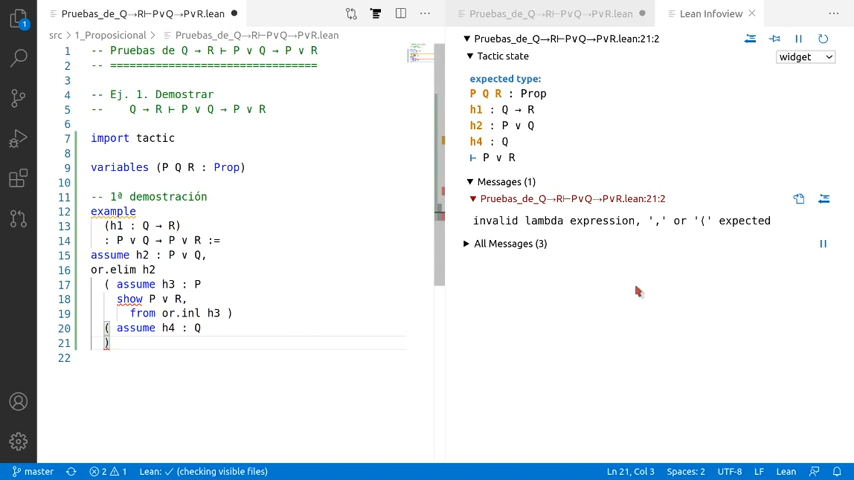 Pruebas_de_Q→R⊢P∨Q→P∨R.lean
Pruebas_de_Q→R⊢P∨Q→P∨R.lean
Lean Infoview
src > 1_Proposicional > Pruebas_de_Q→R⊢P∨Q→P∨R.lean
1 -- Pruebas de Q → R ⊢ P ∨ Q → P ∨ R
2 -- ================================
3
4 -- Ej. 1. Demostrar
5 --    Q → R ⊢ P ∨ Q → P ∨ R
6
7 import tactic
8
9 variables (P Q R : Prop)
10
11 -- 1ª demostración
12 example
13   (h1 : Q → R)
14   : P ∨ Q → P ∨ R :=
15 assume h2 : P ∨ Q,
16 or.elim h2
17   ( assume h3 : P
18     show P ∨ R,
19       from or.inl h3 )
20   ( assume h4 : Q
21   )
22
Pruebas_de_Q→R⊢P∨Q→P∨R.lean:21:2
Tactic state
widget
expected type:
P Q R : Prop
h1 : Q → R
h2 : P ∨ Q
h4 : Q
⊢ P ∨ R
Messages (1)
Pruebas_de_Q→R⊢P∨Q→P∨R.lean:21:2
invalid lambda expression, ',' or '⟨' expected
All Messages (3)
1
master
2
1
Lean: ✓ (checking visible files)
Ln 21, Col 3
Spaces: 2
UTF-8
LF
Lean